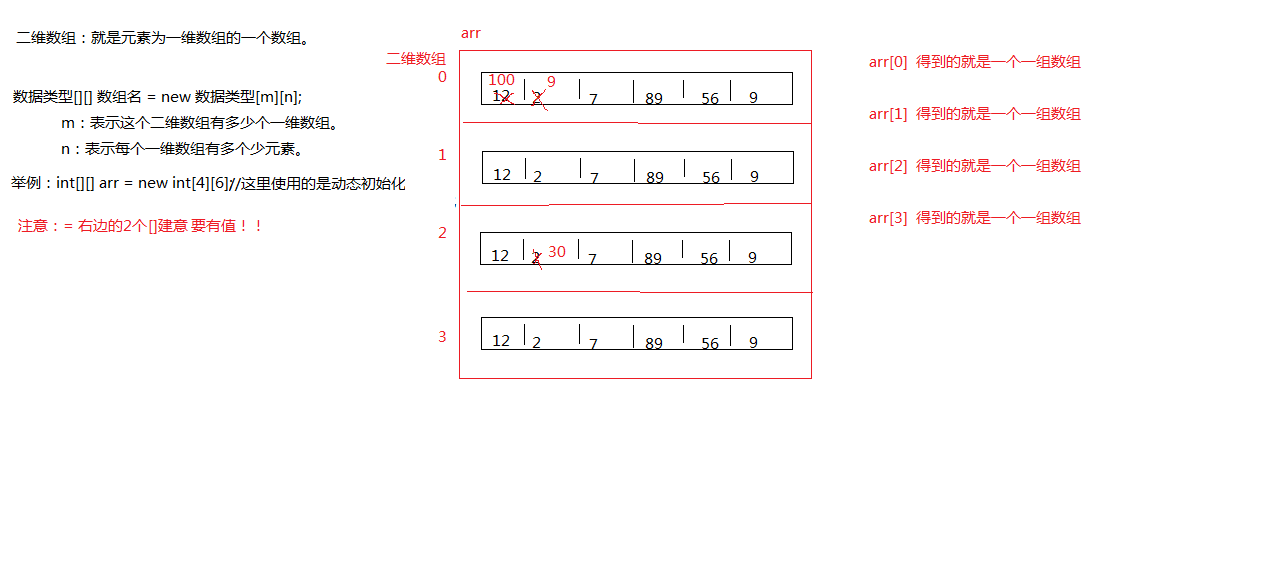 二维数组：就是元素为一维数组的一个数组。
数据类型[][] 数组名 = new 数据类型[m][n];
m：表示这个二维数组有多少个一维数组。
n：表示每个一维数组有多个少元素。
举例：int[][] arr = new int[4][6];//这里使用的是动态初始化
注意：= 右边的2个[]建意 要有值！！
arr
二维数组
0
100 9
12 2 7 89 56 9
1
12 2 7 89 56 9
2
30
12 2 7 89 56 9
3
12 2 7 89 56 9
arr[0] 得到的就是一个一组数组
arr[1] 得到的就是一个一组数组
arr[2] 得到的就是一个一组数组
arr[3] 得到的就是一个一组数组